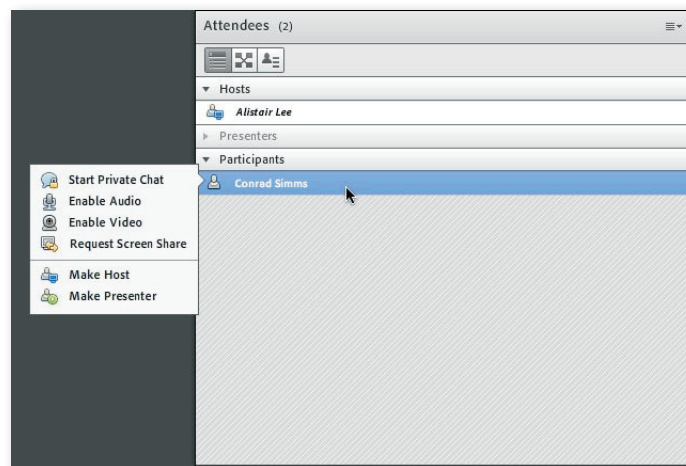 Attendees (2)
Hosts
Alistair Lee
Presenters
Participants
Conrad Simms
Start Private Chat
Enable Audio
Enable Video
Request Screen Share
Make Host
Make Presenter